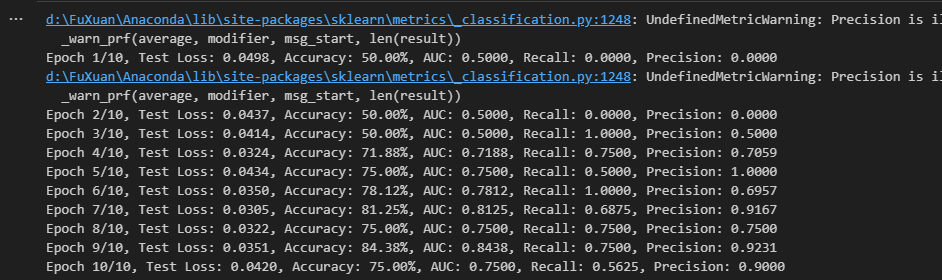 ... d:\FuXuan\Anaconda\lib\site-packages\sklearn\metrics\_classification.py:1248: UndefinedMetricWarning: Precision is
_warn_prf(average, modifier, msg_start, len(result))
Epoch 1/10, Test Loss: 0.0498, Accuracy: 50.00%, AUC: 0.5000, Recall: 0.0000, Precision: 0.0000
d:\FuXuan\Anaconda\lib\site-packages\sklearn\metrics\_classification.py:1248: UndefinedMetricWarning: Precision is
_warn_prf(average, modifier, msg_start, len(result))
Epoch 2/10, Test Loss: 0.0437, Accuracy: 50.00%, AUC: 0.5000, Recall: 0.0000, Precision: 0.0000
Epoch 3/10, Test Loss: 0.0414, Accuracy: 50.00%, AUC: 0.5000, Recall: 1.0000, Precision: 0.5000
Epoch 4/10, Test Loss: 0.0324, Accuracy: 71.88%, AUC: 0.7188, Recall: 0.7500, Precision: 0.7059
Epoch 5/10, Test Loss: 0.0434, Accuracy: 75.00%, AUC: 0.7500, Recall: 0.5000, Precision: 1.0000
Epoch 6/10, Test Loss: 0.0350, Accuracy: 78.12%, AUC: 0.7812, Recall: 1.0000, Precision: 0.6957
Epoch 7/10, Test Loss: 0.0305, Accuracy: 81.25%, AUC: 0.8125, Recall: 0.6875, Precision: 0.9167
Epoch 8/10, Test Loss: 0.0322, Accuracy: 75.00%, AUC: 0.7500, Recall: 0.7500, Precision: 0.7500
Epoch 9/10, Test Loss: 0.0351, Accuracy: 84.38%, AUC: 0.8438, Recall: 0.7500, Precision: 0.9231
Epoch 10/10, Test Loss: 0.0420, Accuracy: 75.00%, AUC: 0.7500, Recall: 0.5625, Precision: 0.9000